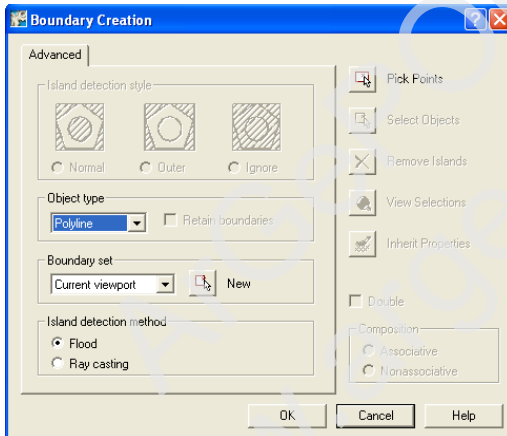 Boundary Creation
Advanced
Island detection style
Normal
Outer
Ignore
Object type
Polyline
Retain boundaries
Boundary set
Current viewport
New
Island detection method
Flood
Ray casting
Pick Points
Select Objects
Remove Islands
View Selections
Inherit Properties
Double
Composition
Associative
Nonassociative
OK
Cancel
Help